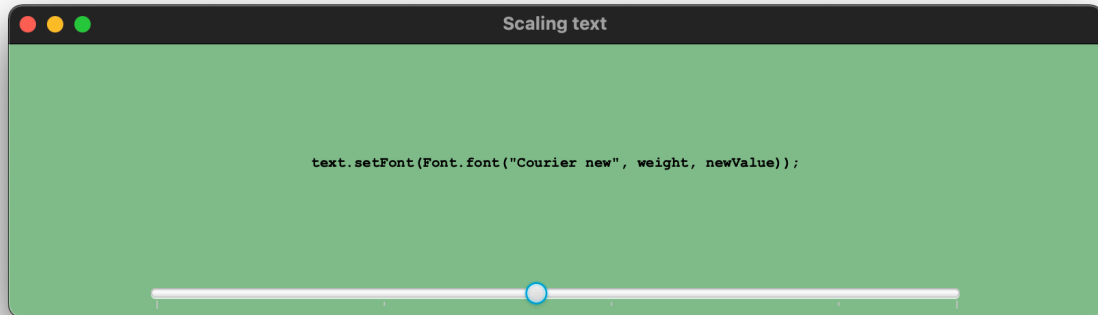 Scaling text
text.setFont(Font.font("Courier new", weight, newValue));